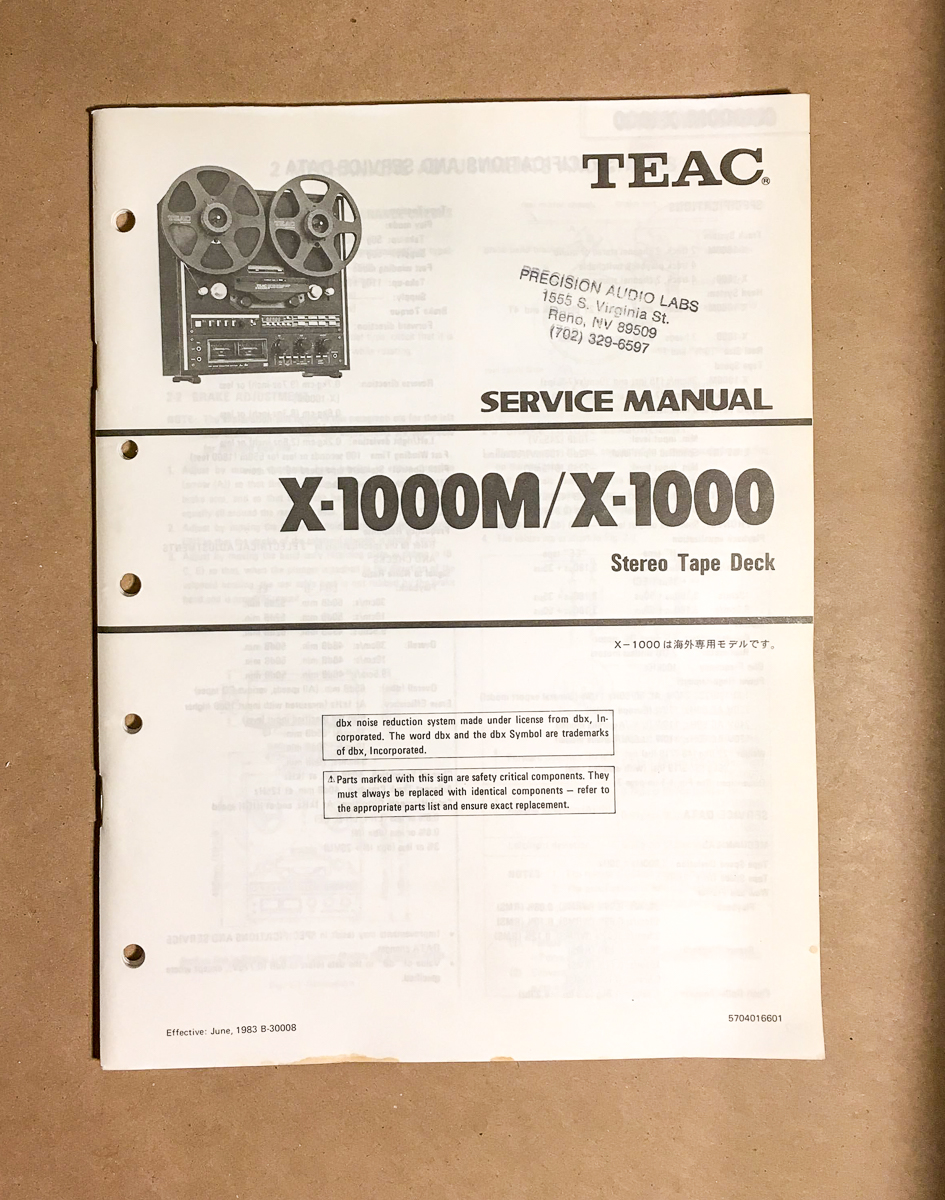 TEAC®
PRECISION AUDIO LABS
1555 S. Virginia St.
Reno, NV 89509
(702) 329-6597
SERVICE MANUAL
X-1000M/X-1000
Stereo Tape Deck
X-1000は海外専用モデルです。
dbx noise reduction system made under license from dbx, In-
corporated. The word dbx and the dbx Symbol are trademarks
of dbx, Incorporated.
⚠ Parts marked with this sign are safety critical components. They
must always be replaced with identical components – refer to
the appropriate parts list and ensure exact replacement.
Effective: June, 1983 B-30008
5704016601